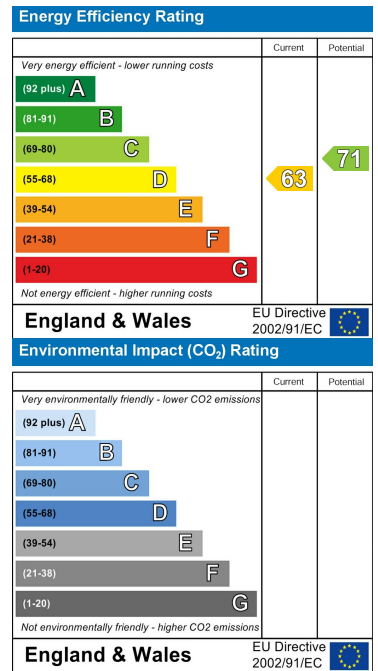 Energy Efficiency Rating
Current Potential
Very energy efficient - lower running costs
(92 plus) A
(81-91) B
(69-80) C
(55-68) D
(39-54) E
(21-38) F
(1-20) G
63
71
Not energy efficient - higher running costs
England & Wales
EU Directive
2002/91/EC
Environmental Impact (CO₂) Rating
Current Potential
Very environmentally friendly - lower CO2 emissions
(92 plus) A
(81-91) B
(69-80) C
(55-68) D
(39-54) E
(21-38) F
(1-20) G
Not environmentally friendly - higher CO2 emissions
England & Wales
EU Directive
2002/91/EC